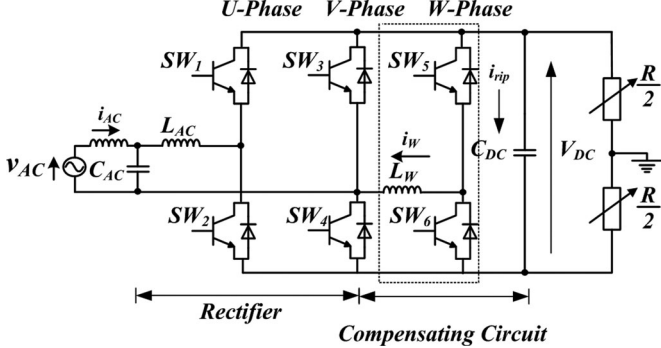 U-Phase V-Phase W-Phase
SW1 SW3 SW5 irip R/2
iAC LAC iW
vAC CAC LW CDC VDC
SW2 SW4 SW6 R/2
Rectifier
Compensating Circuit